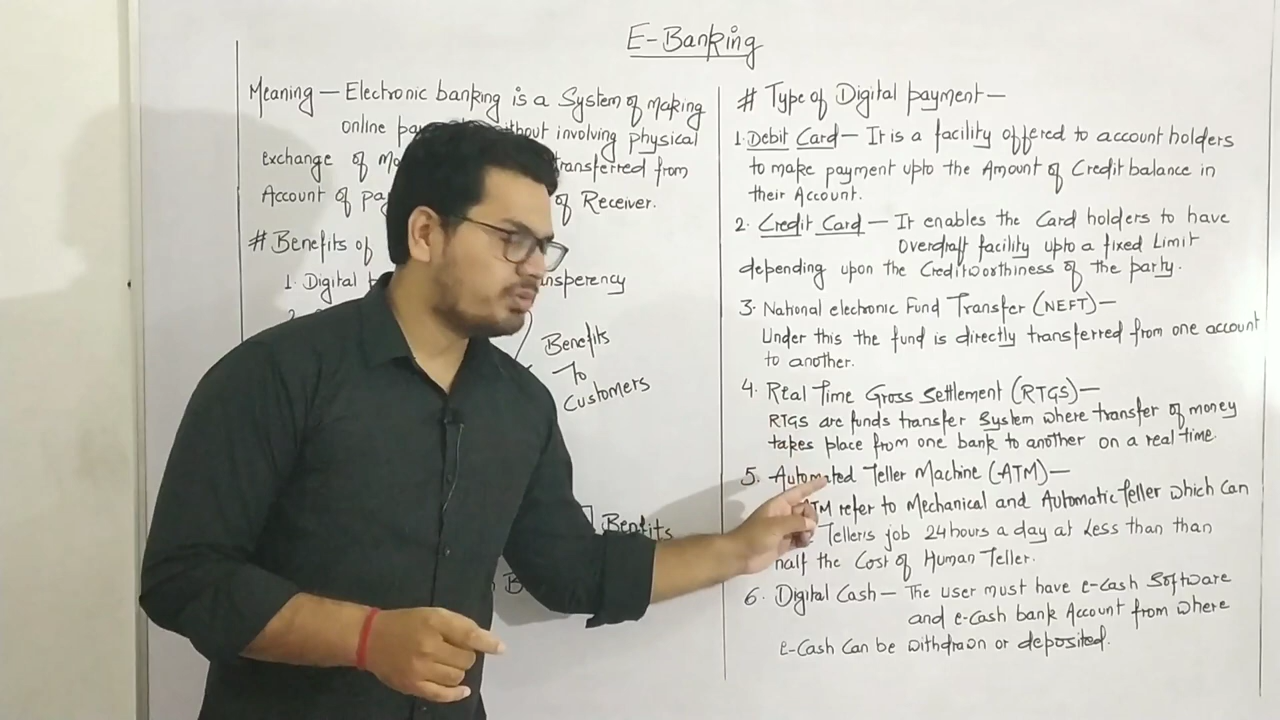 E-Banking
Meaning — Electronic banking is a System of Making
online without involving physical
exchange of transferred from
Account of of Receiver.
# Benefits of
1. Digital
Benefits
To
Customers
Benefits
# Type of Digital payment —
1. Debit Card — It is a facility offered to account holders
to make payment upto the Amount of Credit balance in
their Account.
2. Credit Card — It enables the Card holders to have
Overdraft facility upto a fixed Limit
depending upon the Creditworthiness of the party.
3. National electronic Fund Transfer (NEFT) —
Under this the fund is directly transferred from one account
to another.
4. Real Time Gross Settlement (RTGS) —
RTGS are funds transfer System where transfer of money
takes place from one bank to another on a real time.
5. Automated Teller Machine (ATM) —
ATM refer to Mechanical and Automatic teller which can
Tellers job 24 hours a day at Less than than
half the Cost of Human Teller.
6. Digital Cash — The user must have e-Cash Software
and e-Cash bank Account from where
e-Cash Can be withdrawn or deposited.